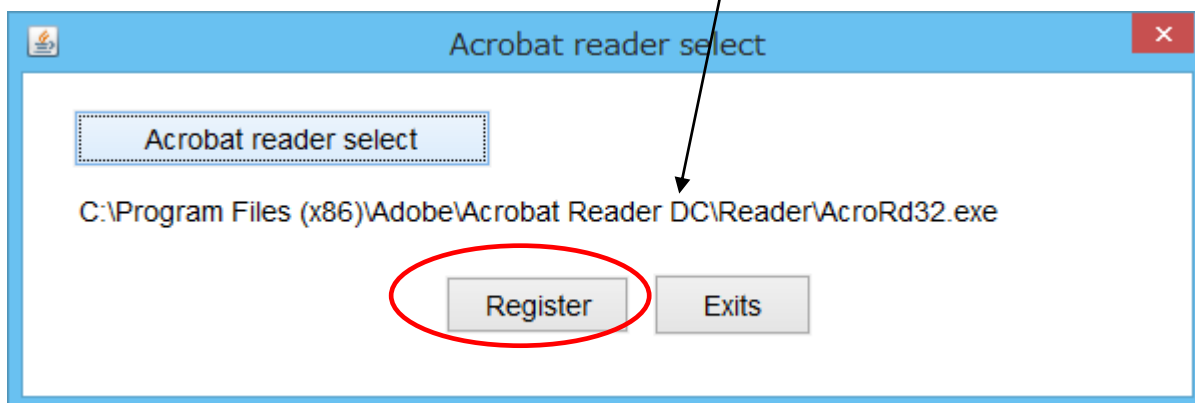 Acrobat reader select
Acrobat reader select
C:\Program Files (x86)\Adobe\Acrobat Reader DC\Reader\AcroRd32.exe
Register Exits